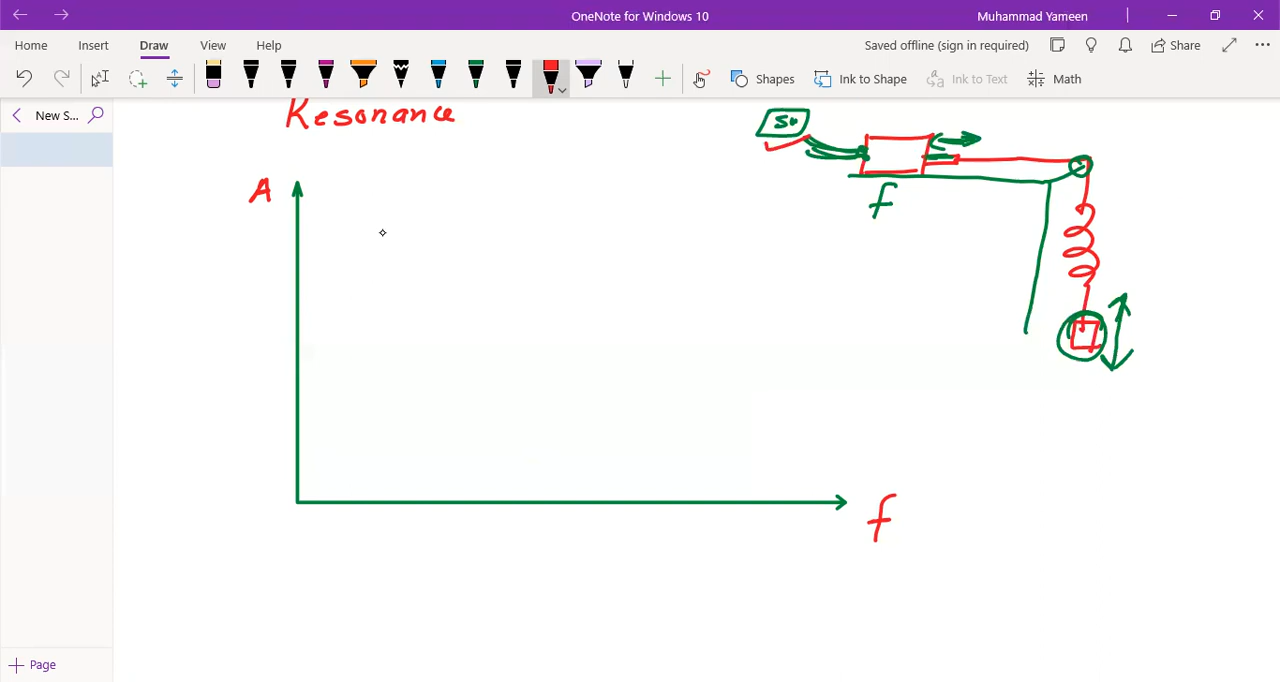 OneNote for Windows 10
Muhammad Yameen
Home Insert Draw View Help
Saved offline (sign in required) Share
Shapes Ink to Shape Ink to Text Math
New S...
Resonance
A
f
f
Page